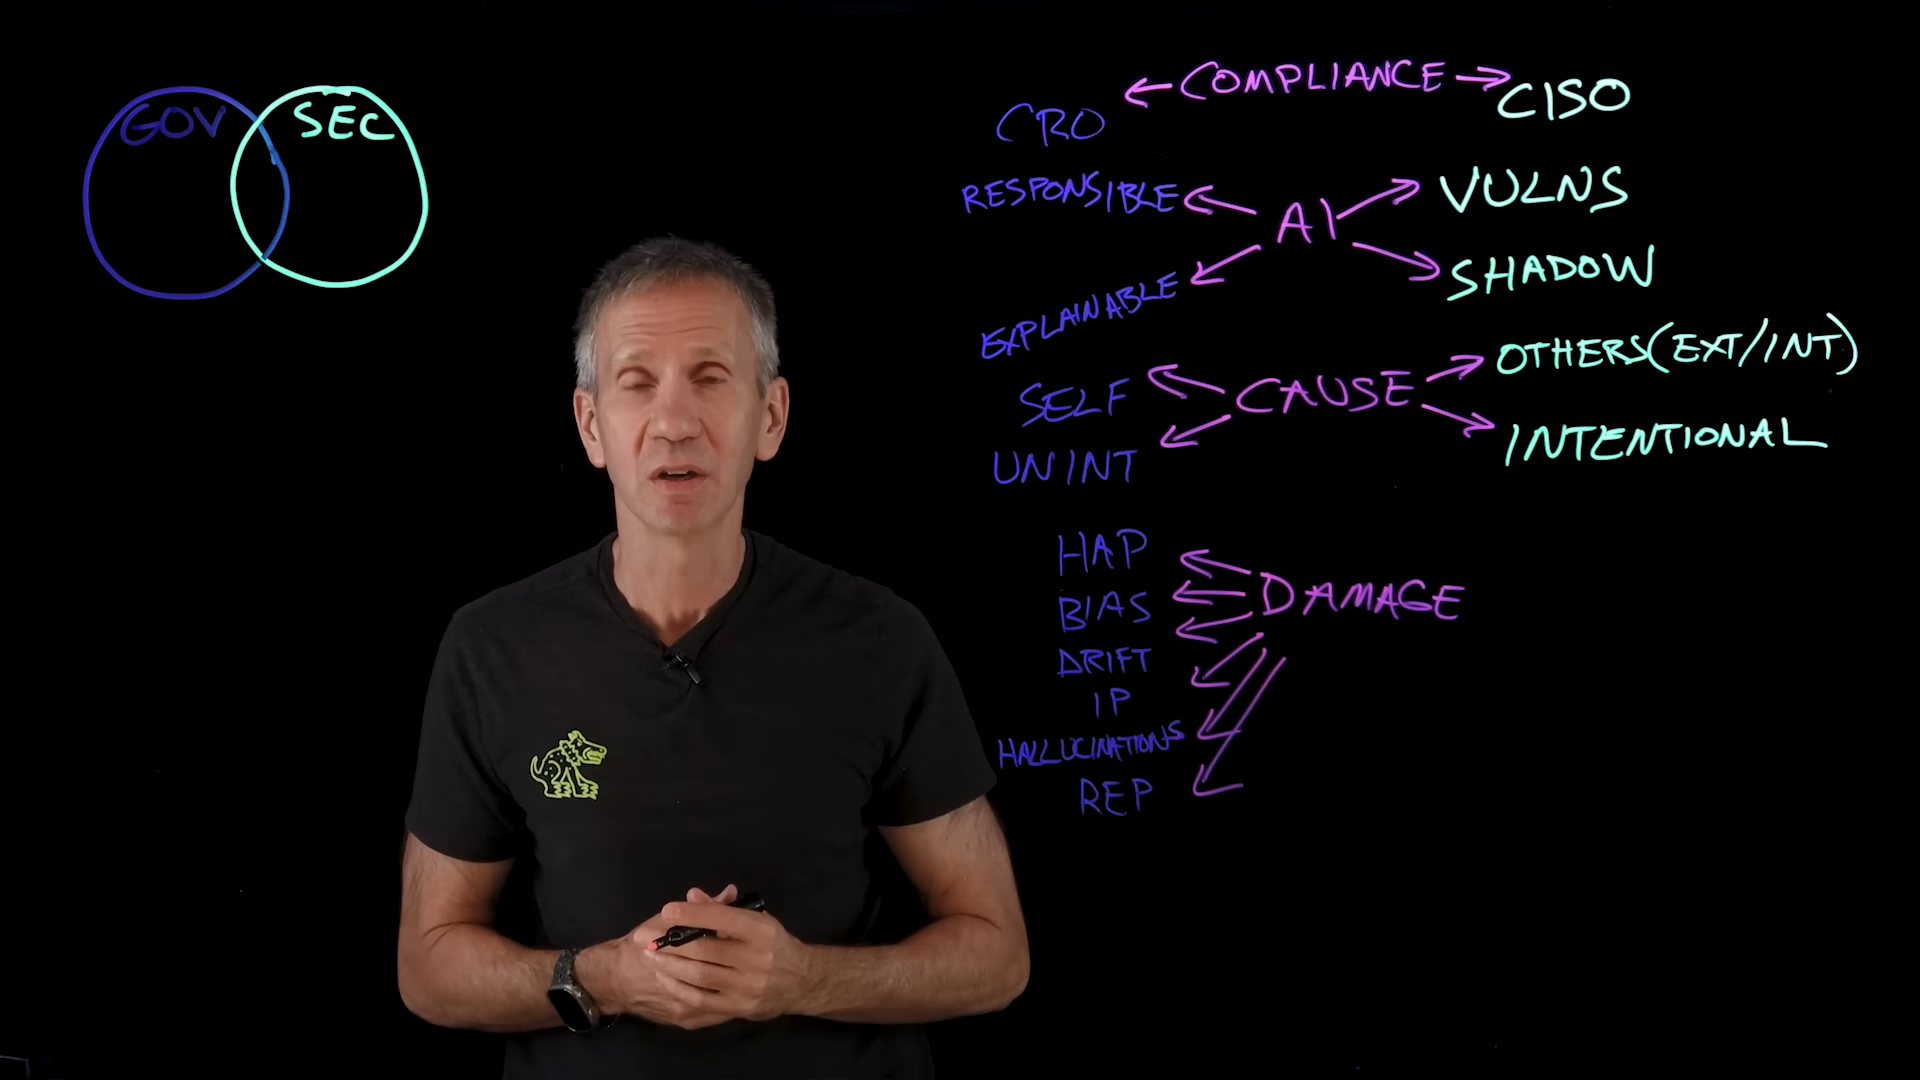 GOV SEC
← COMPLIANCE →
CRO CISO
RESPONSIBLE AI VULNS
EXPLAINABLE SHADOW
SELF CAUSE OTHERS(EXT/INT)
UNINT INTENTIONAL
HAP
BIAS DAMAGE
DRIFT
IP
HALLUCINATIONS
REP